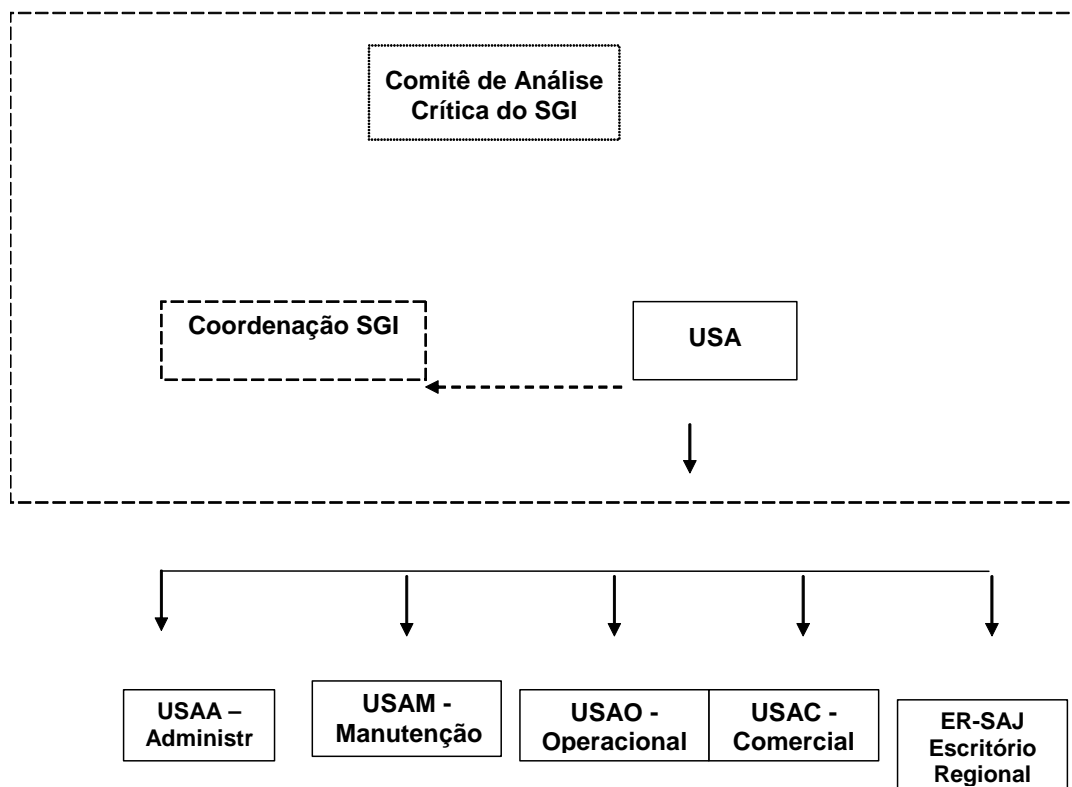 Comitê de Análise
Crítica do SGI
Coordenação SGI
USA
USAA –
Administr
USAM -
Manutenção
USAO -
Operacional
USAC -
Comercial
ER-SAJ
Escritório
Regional